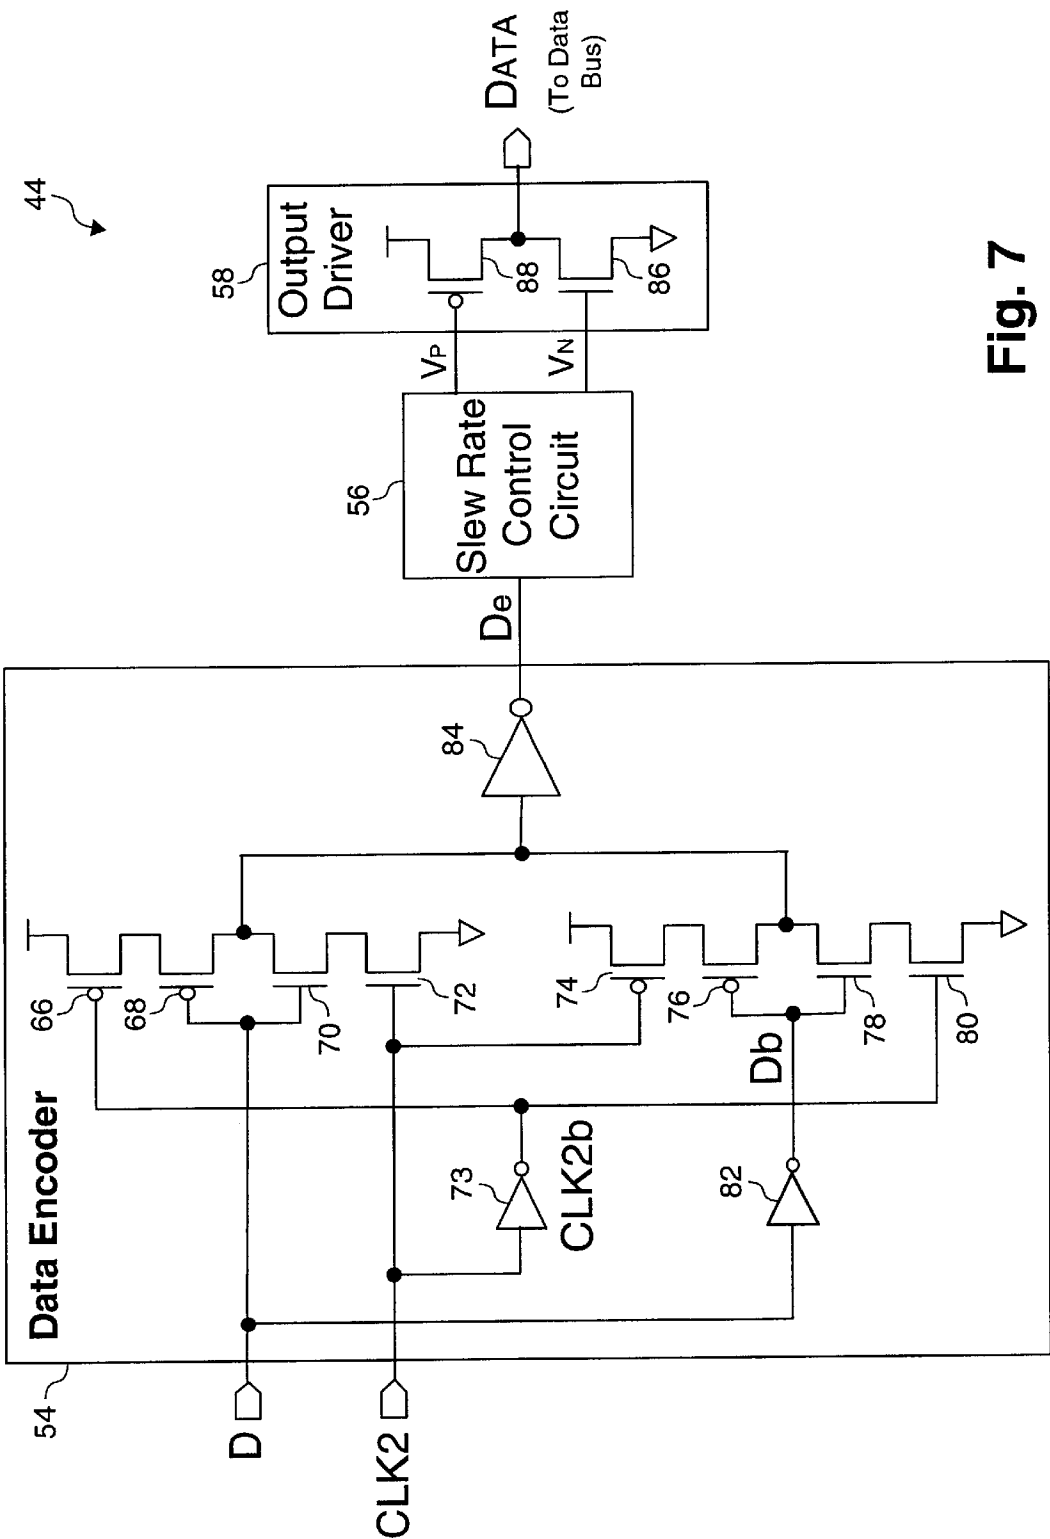 44
Data Encoder
54
D
CLK2
66
68
70
72
73
CLK2b
74
76
78
80
Db
82
84
De
56
Slew Rate
Control
Circuit
VP
VN
58
Output
Driver
88
86
DATA
(To Data
Bus)
Fig. 7